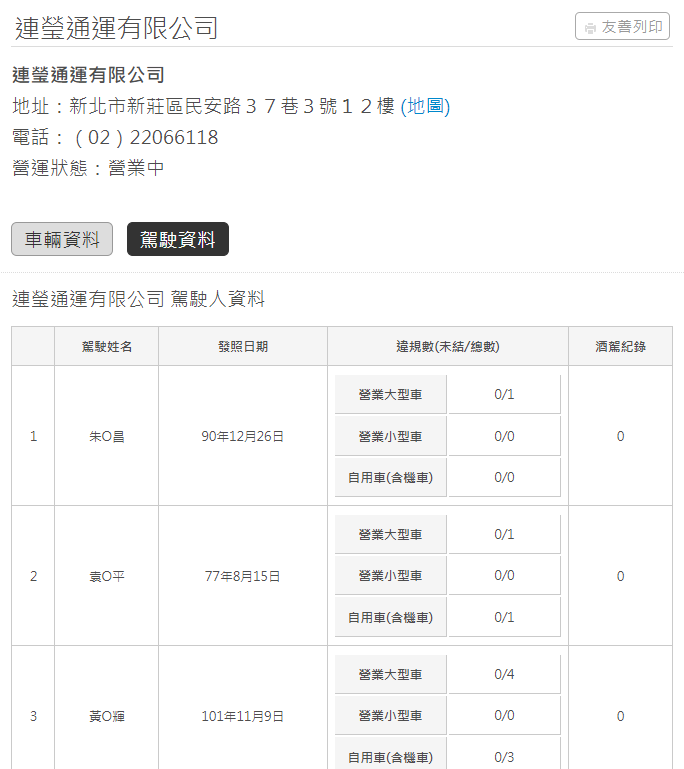 連瑩通運有限公司 友善列印
連瑩通運有限公司
地址：新北市新莊區民安路３７巷３號１２樓 (地圖)
電話：（02）22066118
營運狀態：營業中
車輛資料 駕駛資料
連瑩通運有限公司 駕駛人資料
駕駛姓名 發照日期 違規數(未結/總數) 酒駕紀錄
營業大型車 0/1
1 朱O昌 90年12月26日 營業小型車 0/0 0
自用車(含機車) 0/0
營業大型車 0/1
2 袁O平 77年8月15日 營業小型車 0/0 0
自用車(含機車) 0/1
營業大型車 0/4
3 黃O輝 101年11月9日 營業小型車 0/0 0
自用車(含機車) 0/3